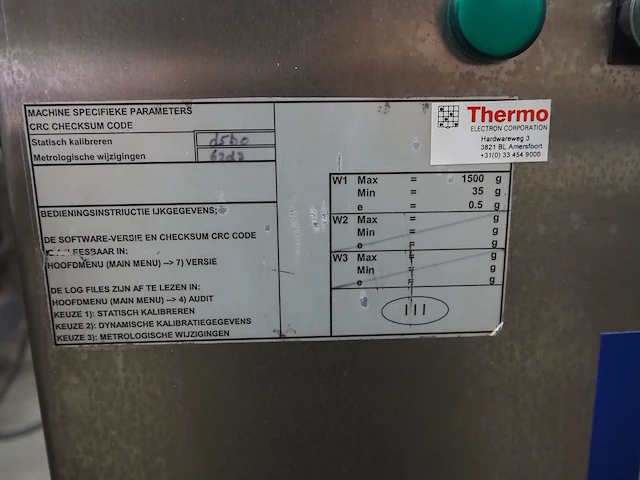 MACHINE SPECIFIEKE PARAMETERS
CRC CHECKSUM CODE
Statisch kalibreren
Metrologische wijzigingen
BEDIENINGSINSTRUCTIE IJKGEGEVENS;
DE SOFTWARE-VERSIE EN CHECKSUM CRC CODE
IN:
HOOFDMENU (MAIN MENU) --> 7) VERSIE
DE LOG FILES ZIJN AF TE LEZEN IN:
HOOFDMENU (MAIN MENU) --> 4) AUDIT
KEUZE 1): STATISCH KALIBREREN
KEUZE 2): DYNAMISCHE KALIBRATIEGEGEVENS
KEUZE 3): METROLOGISCHE WIJZIGINGEN
Thermo
ELECTRON CORPORATION
Hardwareweg 3
3821 BL Amersfoort
+31(0) 33 454 9000
W1 Max = 1500 g
Min = 35 g
e = 0.5 g
W2 Max = g
Min = g
e = g
W3 Max = g
Min = g
e = g
III